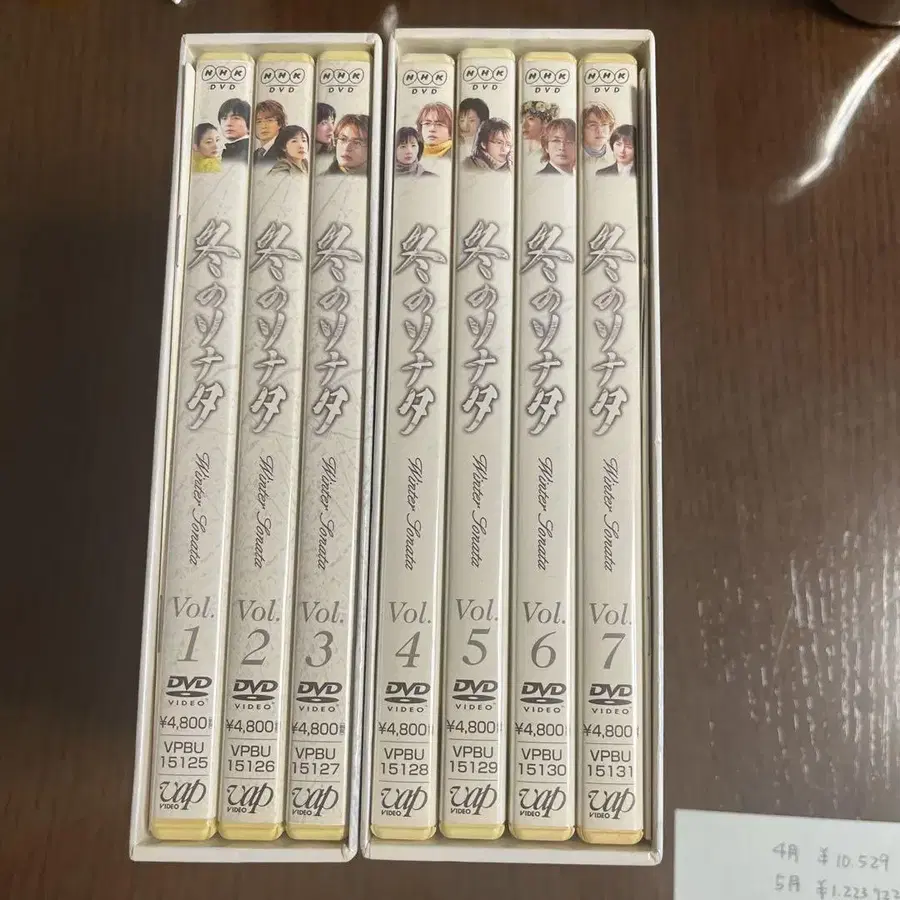 NHK
DVD
冬のソナタ
Winter Sonata
Vol.
1
DVD
VIDEO
¥4,800
VPBU
15125
vap
VIDEO
NHK
DVD
冬のソナタ
Winter Sonata
Vol.
2
DVD
VIDEO
¥4,800
VPBU
15126
vap
VIDEO
NHK
DVD
冬のソナタ
Winter Sonata
Vol.
3
DVD
VIDEO
¥4,800
VPBU
15127
vap
VIDEO
NHK
DVD
冬のソナタ
Winter Sonata
Vol.
4
DVD
VIDEO
¥4,800
VPBU
15128
vap
VIDEO
NHK
DVD
冬のソナタ
Winter Sonata
Vol.
5
DVD
VIDEO
¥4,800
VPBU
15129
vap
VIDEO
NHK
DVD
冬のソナタ
Winter Sonata
Vol.
6
DVD
VIDEO
¥4,800
VPBU
15130
vap
VIDEO
NHK
DVD
冬のソナタ
Winter Sonata
Vol.
7
DVD
VIDEO
¥4,800
VPBU
15131
vap
VIDEO
4月 ¥10.529
5月